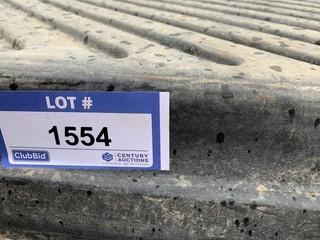 LOT #
1554
ClubBid
CENTURY
AUCTIONS